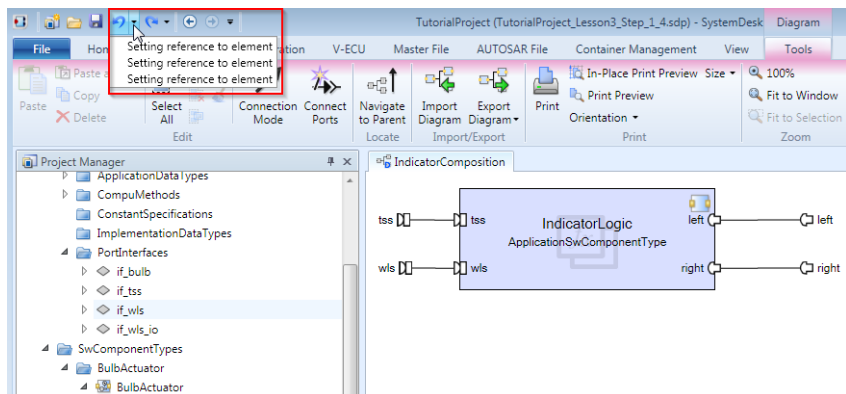 TutorialProject (TutorialProject_Lesson3_Step_1_4.sdp) - SystemDesk
Diagram
File
Hom
ation
V-ECU
Master File
AUTOSAR File
Container Management
View
Tools
Setting reference to element
Setting reference to element
Setting reference to element
Paste
Paste a
Copy
Delete
Select All
Edit
Connection Mode
Connect Ports
Navigate to Parent
Locate
Import Diagram
Export Diagram
Import/Export
Print
In-Place Print Preview Size
Print Preview
Orientation
Print
100%
Fit to Window
Fit to Selection
Zoom
Project Manager
ApplicationDataTypes
CompuMethods
ConstantSpecifications
ImplementationDataTypes
PortInterfaces
if_bulb
if_tss
if_wls
if_wls_io
SwComponentTypes
BulbActuator
BulbActuator
IndicatorComposition
tss tss IndicatorLogic left left
ApplicationSwComponentType
wls wls right right